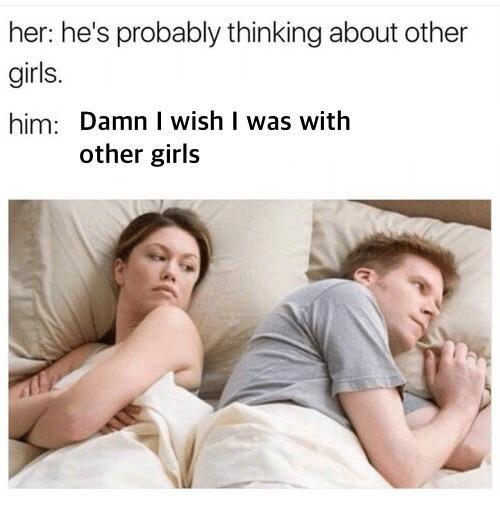 her: he's probably thinking about other
girls.
him: Damn I wish I was with
other girls